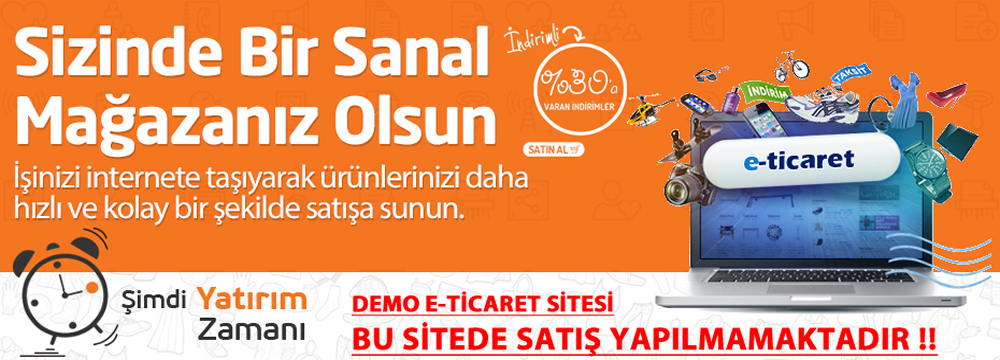 Sizinde Bir Sanal
Mağazanız Olsun
İşinizi internete taşıyarak ürünlerinizi daha
hızlı ve kolay bir şekilde satışa sunun.
İndirimli
%30'a
VARAN İNDİRİMLER
SATIN AL
İNDİRİM
TAKSİT
e-ticaret
Şimdi Yatırım
Zamanı
DEMO E-TİCARET SİTESİ
BU SİTEDE SATIŞ YAPILMAMAKTADIR !!